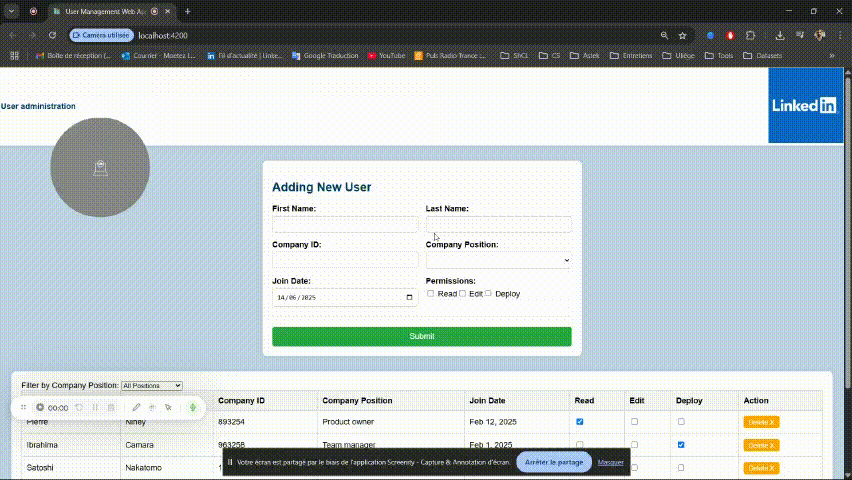 User Management Web Ap
Caméra utilisée
localhost:4200
Boîte de réception (…
Courrier - Moetez I…
Fil d'actualité | Linke…
Google Traduction
YouTube
Puls Radio Trance :…
SNCL
CS
Astek
Entretiens
Uliège
Tools
Datasets
»
User administration
Linked in
Adding New User
First Name:
Last Name:
Company ID:
Company Position:
Join Date:
Permissions:
14/06/2025
Read
Edit
Deploy
Submit
Filter by Company Position: All Positions
Company ID
Company Position
Join Date
Read
Edit
Deploy
Action
00:00
Pierre
Niney
893254
Product owner
Feb 12, 2025
Delete X
Ibrahima
Camara
963258
Team manager
Feb 1, 2025
Delete X
Satoshi
Nakatomo
1
Delete X
Votre écran est partagé par le biais de l'application Screenity - Capture & Annotation d'écran.
Arrêter le partage
Masquer